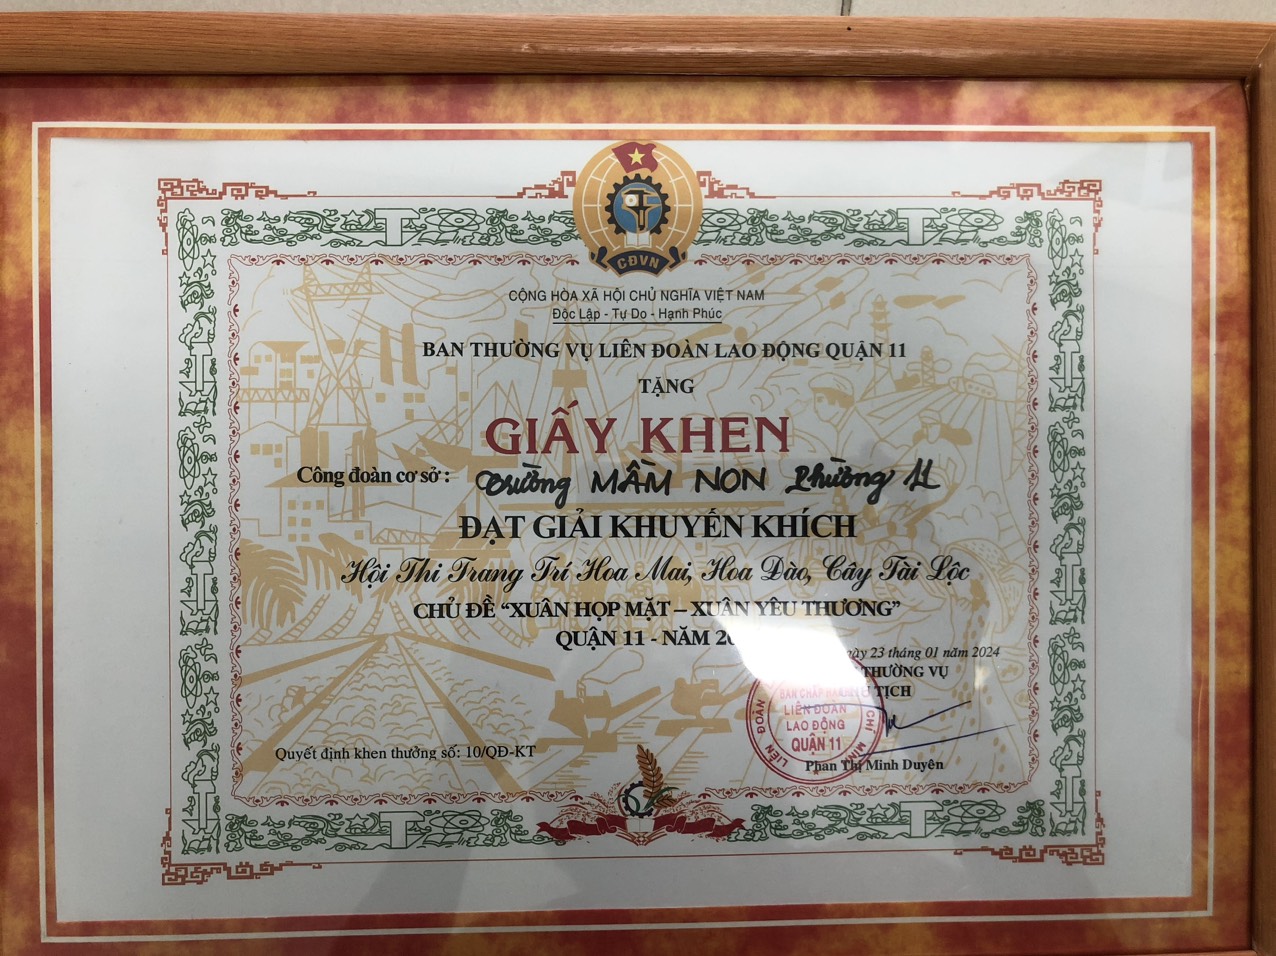 CĐVN
CỘNG HÒA XÃ HỘI CHỦ NGHĨA VIỆT NAM
Độc Lập - Tự Do - Hạnh Phúc
BAN THƯỜNG VỤ LIÊN ĐOÀN LAO ĐỘNG QUẬN 11
TẶNG
GIẤY KHEN
Công đoàn cơ sở: Trường MẦM NON Phường 11
ĐẠT GIẢI KHUYẾN KHÍCH
Hội Thi Trang Trí Hoa Mai, Hoa Đào, Cây Tài Lộc
CHỦ ĐỀ “XUÂN HỌP MẶT – XUÂN YÊU THƯƠNG”
QUẬN 11 - NĂM
23 tháng 01 năm 2024
THƯỜNG VỤ
TỊCH
BAN CHẤP HÀNH
LIÊN ĐOÀN
LAO ĐỘNG
QUẬN 11
Quyết định khen thưởng số: 10/QĐ-KT
Phan Thị Minh Duyên